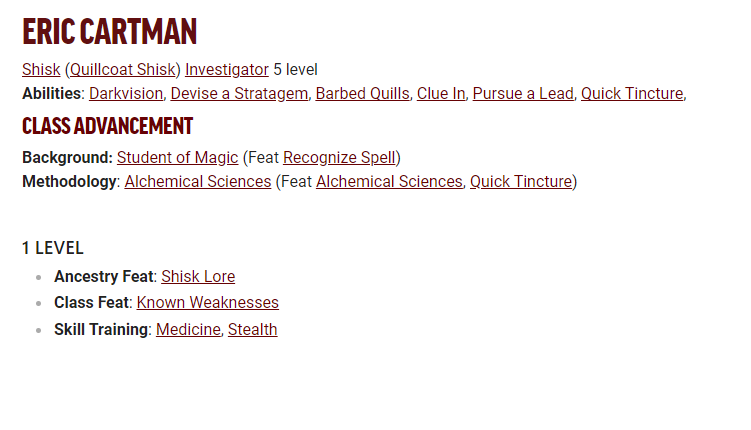 ERIC CARTMAN
Shisk (Quillcoat Shisk) Investigator 5 level
Abilities: Darkvision, Devise a Stratagem, Barbed Quills, Clue In, Pursue a Lead, Quick Tincture,
CLASS ADVANCEMENT
Background: Student of Magic (Feat Recognize Spell)
Methodology: Alchemical Sciences (Feat Alchemical Sciences, Quick Tincture)
1 LEVEL
Ancestry Feat: Shisk Lore
Class Feat: Known Weaknesses
Skill Training: Medicine, Stealth